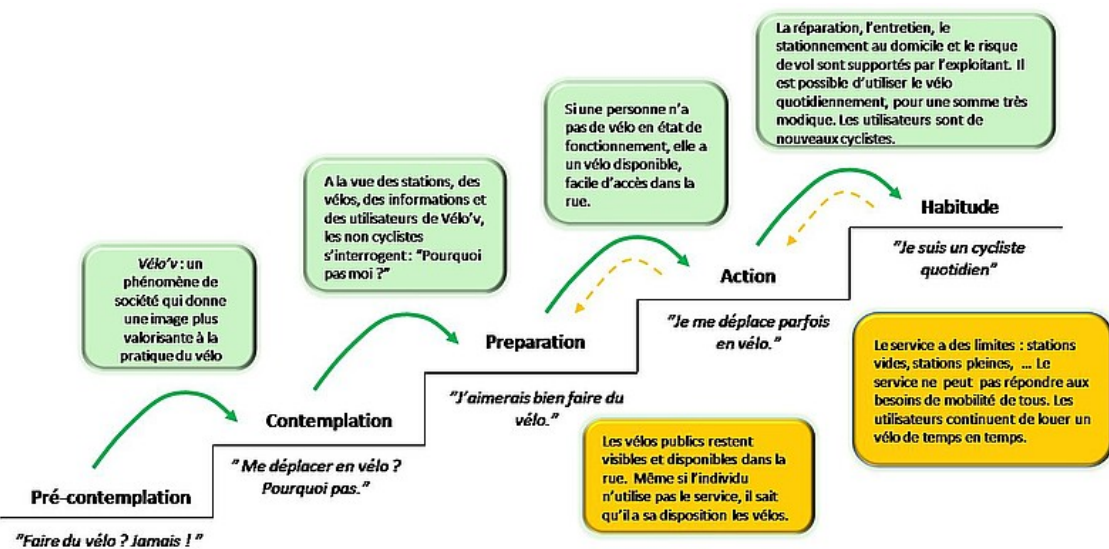 La réparation, l'entretien, le
stationnement au domicile et le risque
de vol sont supportés par l'exploitant. Il
est possible d'utiliser le vélo
quotidiennement, pour une somme très
modique. Les utilisateurs sont de
nouveaux cyclistes.
Si une personne n'a
pas de vélo en état de
fonctionnement, elle a
un vélo disponible,
facile d'accès dans la
rue.
A la vue des stations, des
vélos, des informations et
des utilisateurs de Vélo'v,
les non cyclistes
s'interrogent : "Pourquoi
pas moi ?"
Vélo'v : un
phénomène de
société qui donne
une image plus
valorisante à la
pratique du vélo
Habitude
"Je suis un cycliste
quotidien"
Action
"Je me déplace parfois
en vélo."
Preparation
"J'aimerais bien faire du
vélo."
Contemplation
"Me déplacer en vélo ?
Pourquoi pas."
Pré-contemplation
"Faire du vélo ? Jamais ! "
Le service a des limites : stations
vides, stations pleines, ... Le
service ne peut pas répondre aux
besoins de mobilité de tous. Les
utilisateurs continuent de louer un
vélo de temps en temps.
Les vélos publics restent
visibles et disponibles dans la
rue. Même si l'individu
n'utilise pas le service, il sait
qu'il a sa disposition les vélos.